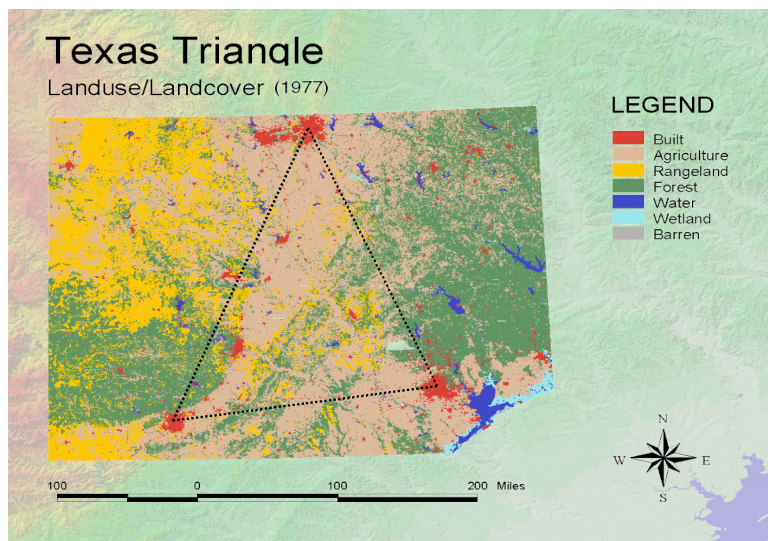 Texas Triangle
Landuse/Landcover (1977)
LEGEND
Built
Agriculture
Rangeland
Forest
Water
Wetland
Barren
N
W E
S
100 0 100 200 Miles